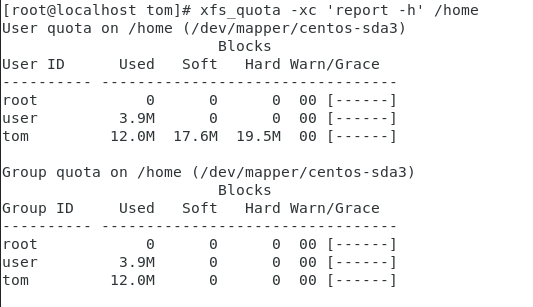 [root@localhost tom]# xfs_quota -xc 'report -h' /home
User quota on /home (/dev/mapper/centos-sda3)
                        Blocks
User ID      Used   Soft   Hard Warn/Grace
---------- ---------------------------------
root            0      0      0  00 [------]
user         3.9M      0      0  00 [------]
tom         12.0M  17.6M  19.5M  00 [------]

Group quota on /home (/dev/mapper/centos-sda3)
                        Blocks
Group ID     Used   Soft   Hard Warn/Grace
---------- ---------------------------------
root            0      0      0  00 [------]
user         3.9M      0      0  00 [------]
tom         12.0M      0      0  00 [------]